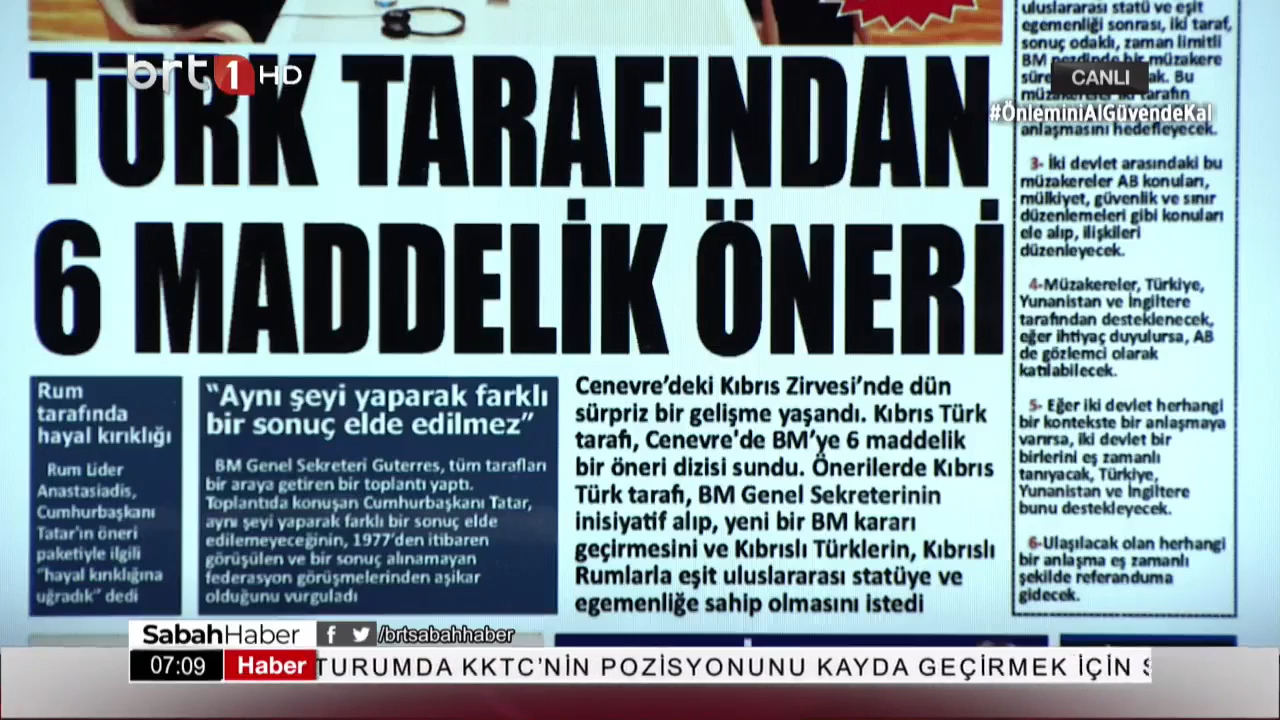 TÜRK TARAFINDAN
6 MADDELİK ÖNERİ
brt 1 HD
CANLI
#ÖnleminiAlGüvendeKal
Rum
tarafında
hayal kırıklığı
Rum Lider
Anastasiadis,
Cumhurbaşkanı
Tatar'ın öneri
paketiyle ilgili
"hayal kırıklığına
uğradık" dedi
"Aynı şeyi yaparak farklı
bir sonuç elde edilmez"
BM Genel Sekreteri Guterres, tüm tarafları
bir araya getiren bir toplantı yaptı.
Toplantıda konuşan Cumhurbaşkanı Tatar,
aynı şeyi yaparak farklı bir sonuç elde
edilemeyeceğinin, 1977'den itibaren
görüşülen ve bir sonuç alınamayan
federasyon görüşmelerinden aşikar
olduğunu vurguladı
Cenevre'deki Kıbrıs Zirvesi'nde dün
sürpriz bir gelişme yaşandı. Kıbrıs Türk
tarafı, Cenevre'de BM'ye 6 maddelik
bir öneri dizisi sundu. Önerilerde Kıbrıs
Türk tarafı, BM Genel Sekreterinin
inisiyatif alıp, yeni bir BM kararı
geçirmesini ve Kıbrıslı Türklerin, Kıbrıslı
Rumlarla eşit uluslararası statüye ve
egemenliğe sahip olmasını istedi
uluslararası statü ve eşit
egemenliği sonrası, iki taraf,
sonuç odaklı, zaman limitli
BM nezdinde bir müzakere
Bu
tarafın
anlaşmasını hedefleyecek.
3- İki devlet arasındaki bu
müzakereler AB konuları,
mülkiyet, güvenlik ve sınır
düzenlemeleri gibi konuları
ele alıp, ilişkileri
düzenleyecek.
4-Müzakereler, Türkiye,
Yunanistan ve İngiltere
tarafından desteklenecek,
eğer ihtiyaç duyulursa, AB
de gözlemci olarak
katılabilecek.
5- Eğer iki devlet herhangi
bir kontekste bir anlaşmaya
varırsa, iki devlet bir
birlerini eş zamanlı
tanıyacak, Türkiye,
Yunanistan ve İngiltere
bunu destekleyecek.
6-Ulaşılacak olan herhangi
bir anlaşma eş zamanlı
şekilde referanduma
gidecek.
SabahHaber f /brtsabahhaber
07:09 Haber TURUMDA KKTC'NİN POZİSYONUNU KAYDA GEÇİRMEK İÇİN S